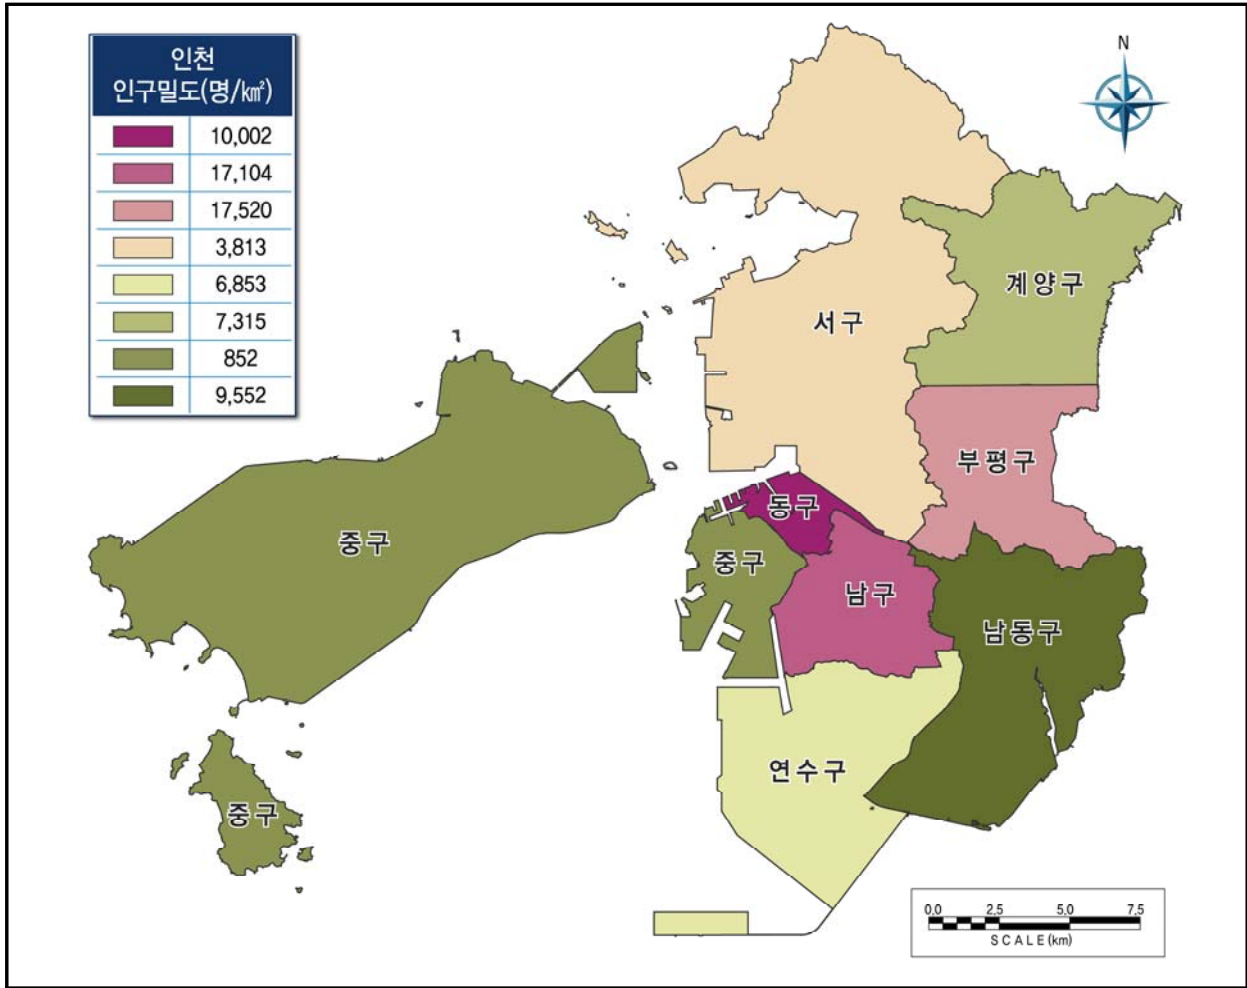 인천
인구밀도(명/㎢)
10,002
17,104
17,520
3,813
6,853
7,315
852
9,552
N
계양구
서구
부평구
동구
중구
중구
남구
남동구
연수구
중구
0.0 2.5 5.0 7.5
SCALE(km)